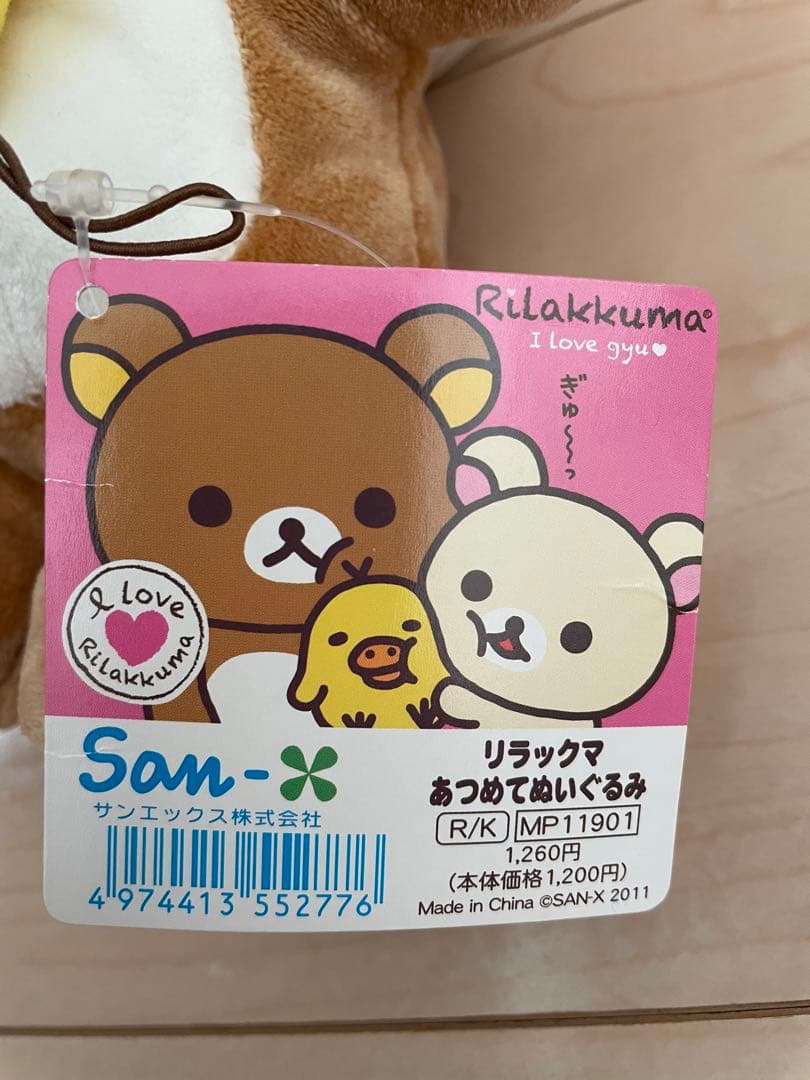 Rilakkuma®
I love gyu♥
ぎゅ〜〜〜っ
I love
Rilakkuma
San-X
サンエックス株式会社
4 974413 552776
リラックマ
あつめてぬいぐるみ
R/K MP11901
1,260円
(本体価格1,200円)
Made in China ©SAN-X 2011